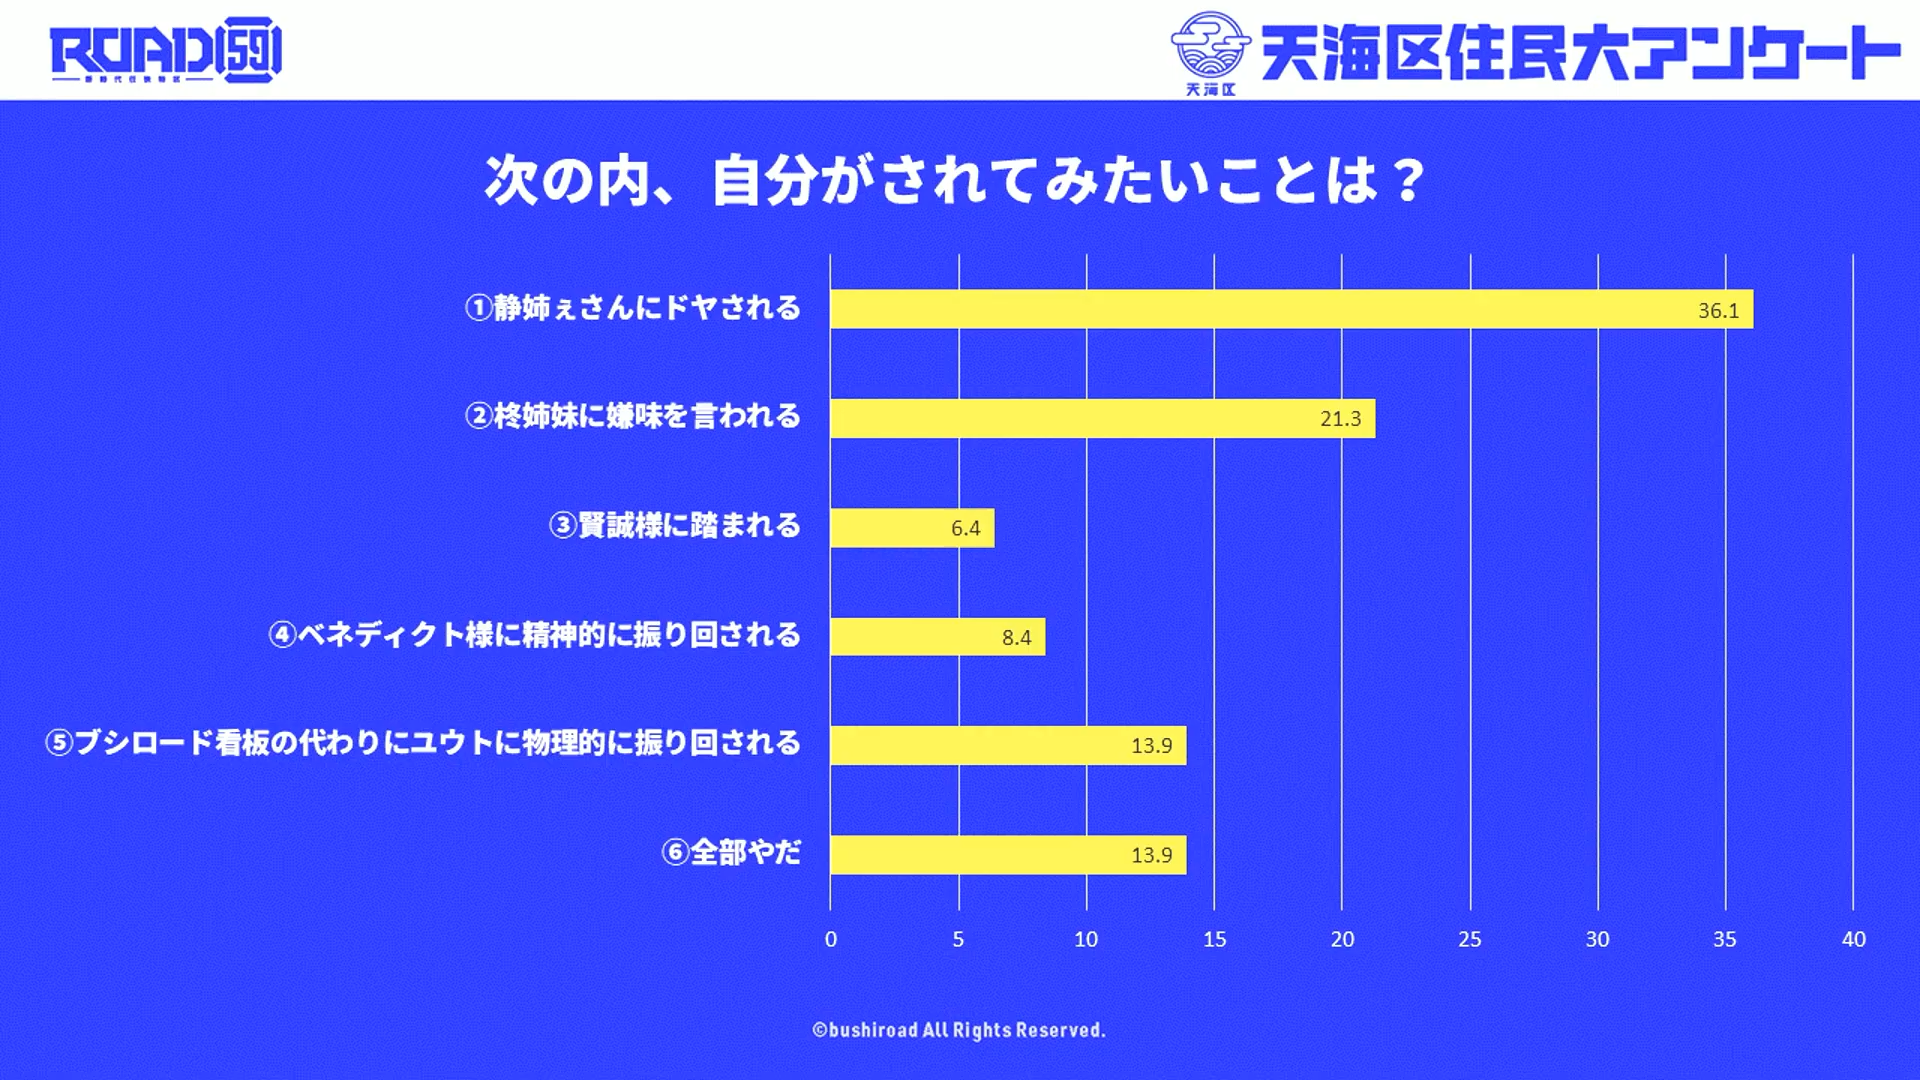 ROAD59
新時代任侠特区
天海区
天海区住民大アンケート
次の内、自分がされてみたいことは？
①静姉ぇさんにドヤされる
36.1
②柊姉妹に嫌味を言われる
21.3
③賢誠様に踏まれる
6.4
④ベネディクト様に精神的に振り回される
8.4
⑤ブシロード看板の代わりにユウトに物理的に振り回される
13.9
⑥全部やだ
13.9
0 5 10 15 20 25 30 35 40
©bushiroad All Rights Reserved.